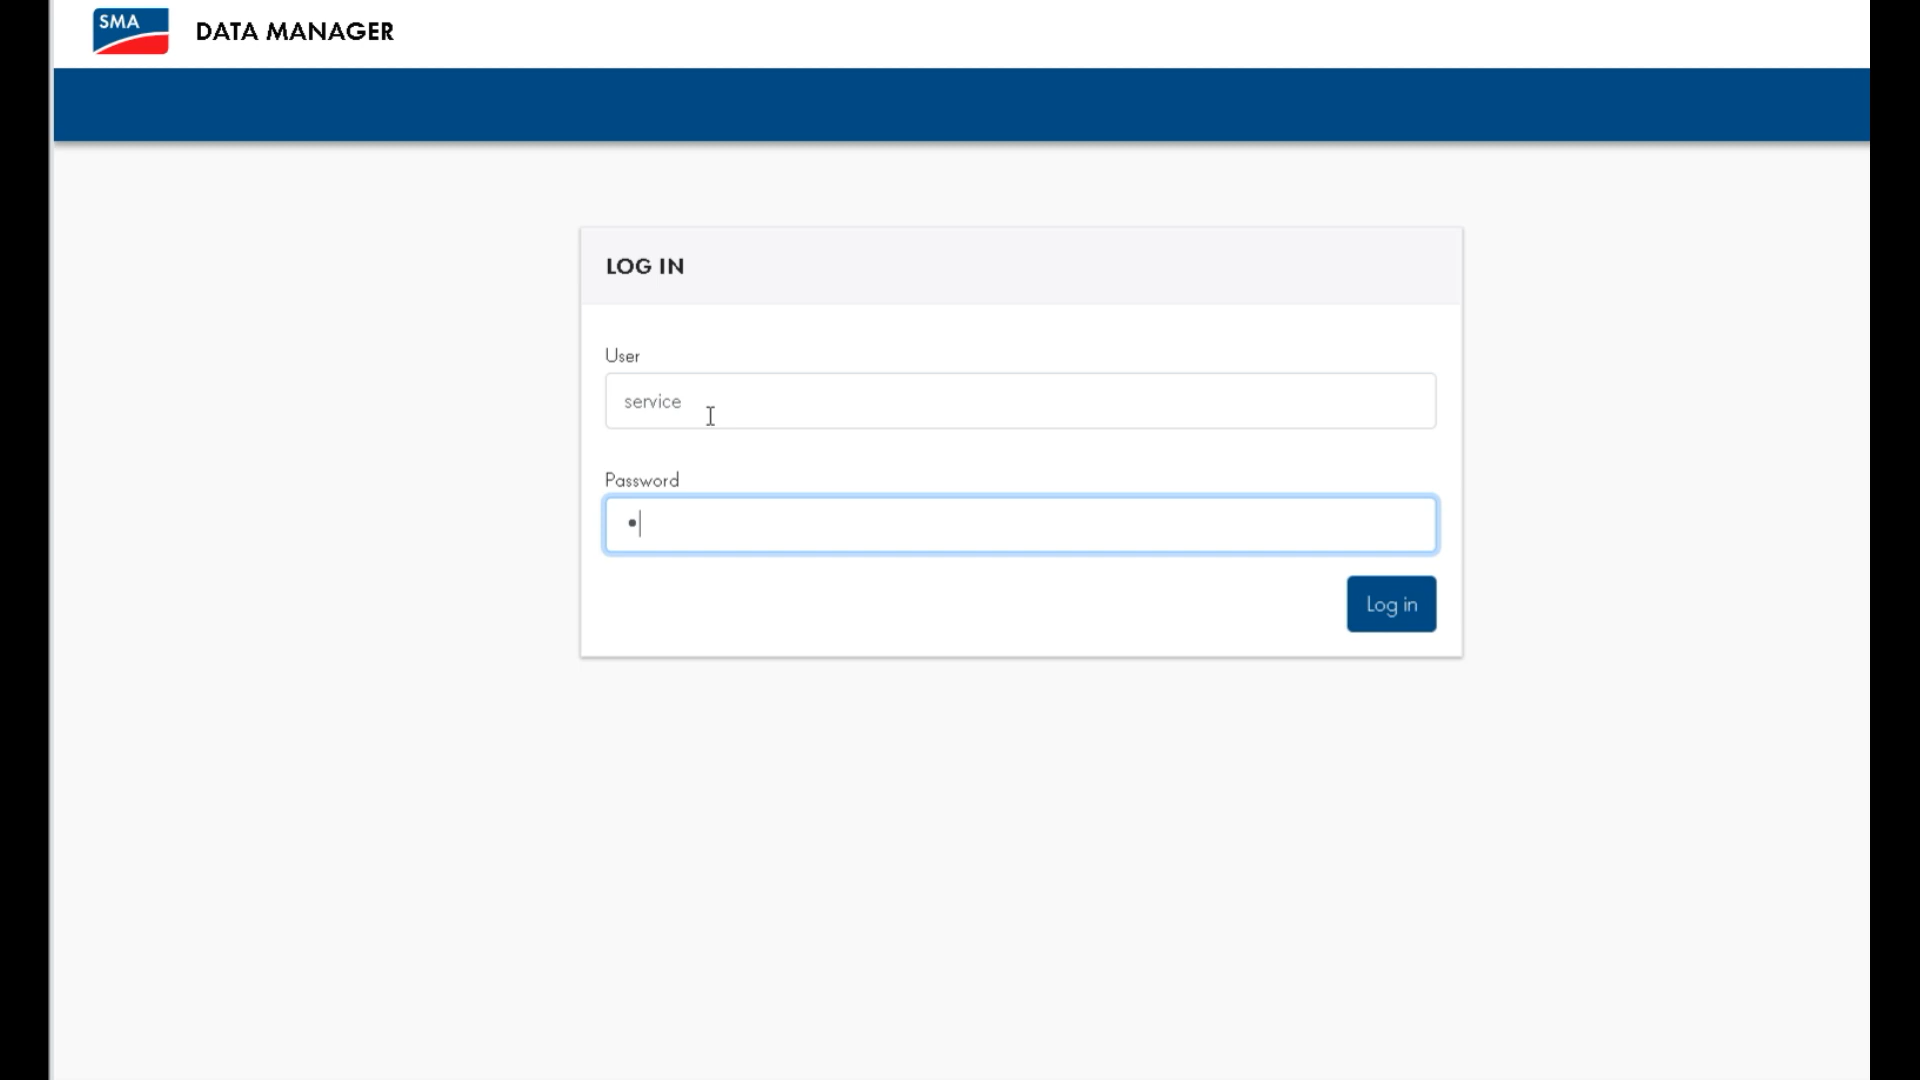 SMA
DATA MANAGER
LOG IN
User
service
Password
Log in